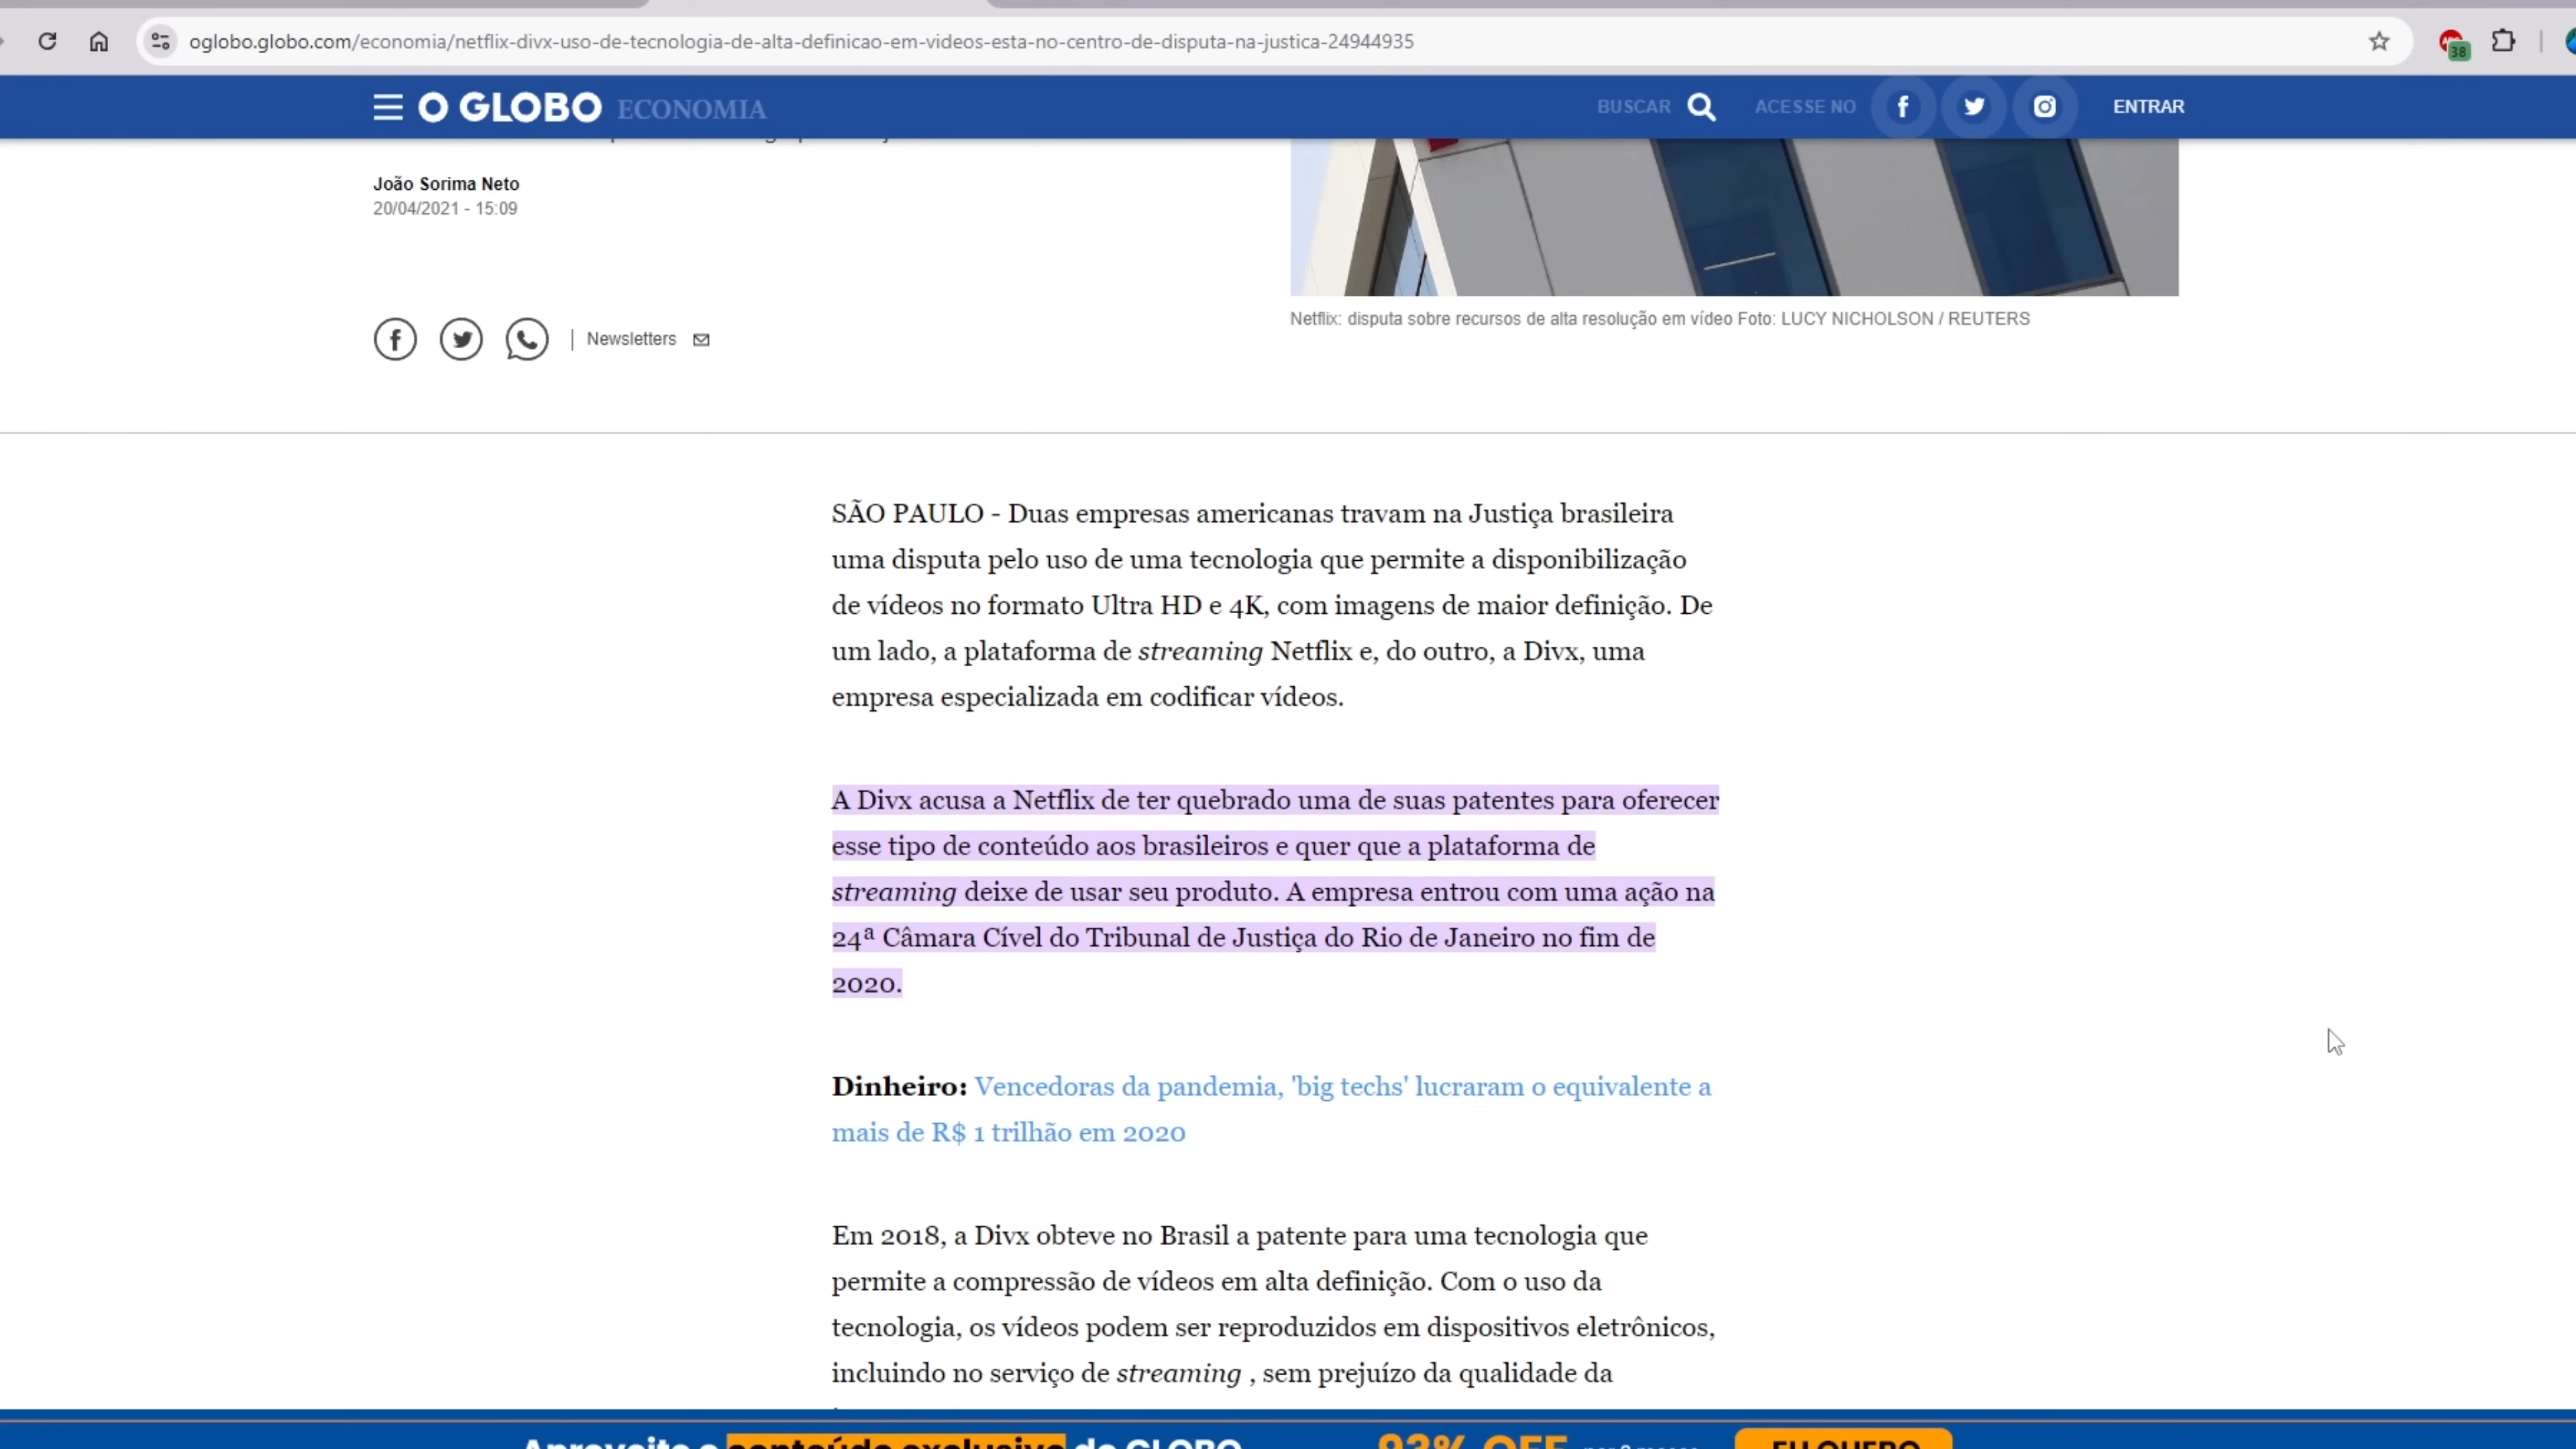 oglobo.globo.com/economia/netflix-divx-uso-de-tecnologia-de-alta-definicao-em-videos-esta-no-centro-de-disputa-na-justica-24944935
38
O GLOBO ECONOMIA
BUSCAR
ACESSE NO
ENTRAR
João Sorima Neto
20/04/2021 - 15:09
Newsletters
Netflix: disputa sobre recursos de alta resolução em vídeo Foto: LUCY NICHOLSON / REUTERS
SÃO PAULO - Duas empresas americanas travam na Justiça brasileira
uma disputa pelo uso de uma tecnologia que permite a disponibilização
de vídeos no formato Ultra HD e 4K, com imagens de maior definição. De
um lado, a plataforma de streaming Netflix e, do outro, a Divx, uma
empresa especializada em codificar vídeos.
A Divx acusa a Netflix de ter quebrado uma de suas patentes para oferecer
esse tipo de conteúdo aos brasileiros e quer que a plataforma de
streaming deixe de usar seu produto. A empresa entrou com uma ação na
24ª Câmara Cível do Tribunal de Justiça do Rio de Janeiro no fim de
2020.
Dinheiro: Vencedoras da pandemia, 'big techs' lucraram o equivalente a
mais de R$ 1 trilhão em 2020
Em 2018, a Divx obteve no Brasil a patente para uma tecnologia que
permite a compressão de vídeos em alta definição. Com o uso da
tecnologia, os vídeos podem ser reproduzidos em dispositivos eletrônicos,
incluindo no serviço de streaming , sem prejuízo da qualidade da
Aproveite o conteúdo exclusivo do GLOBO
93% OFF
EU QUERO